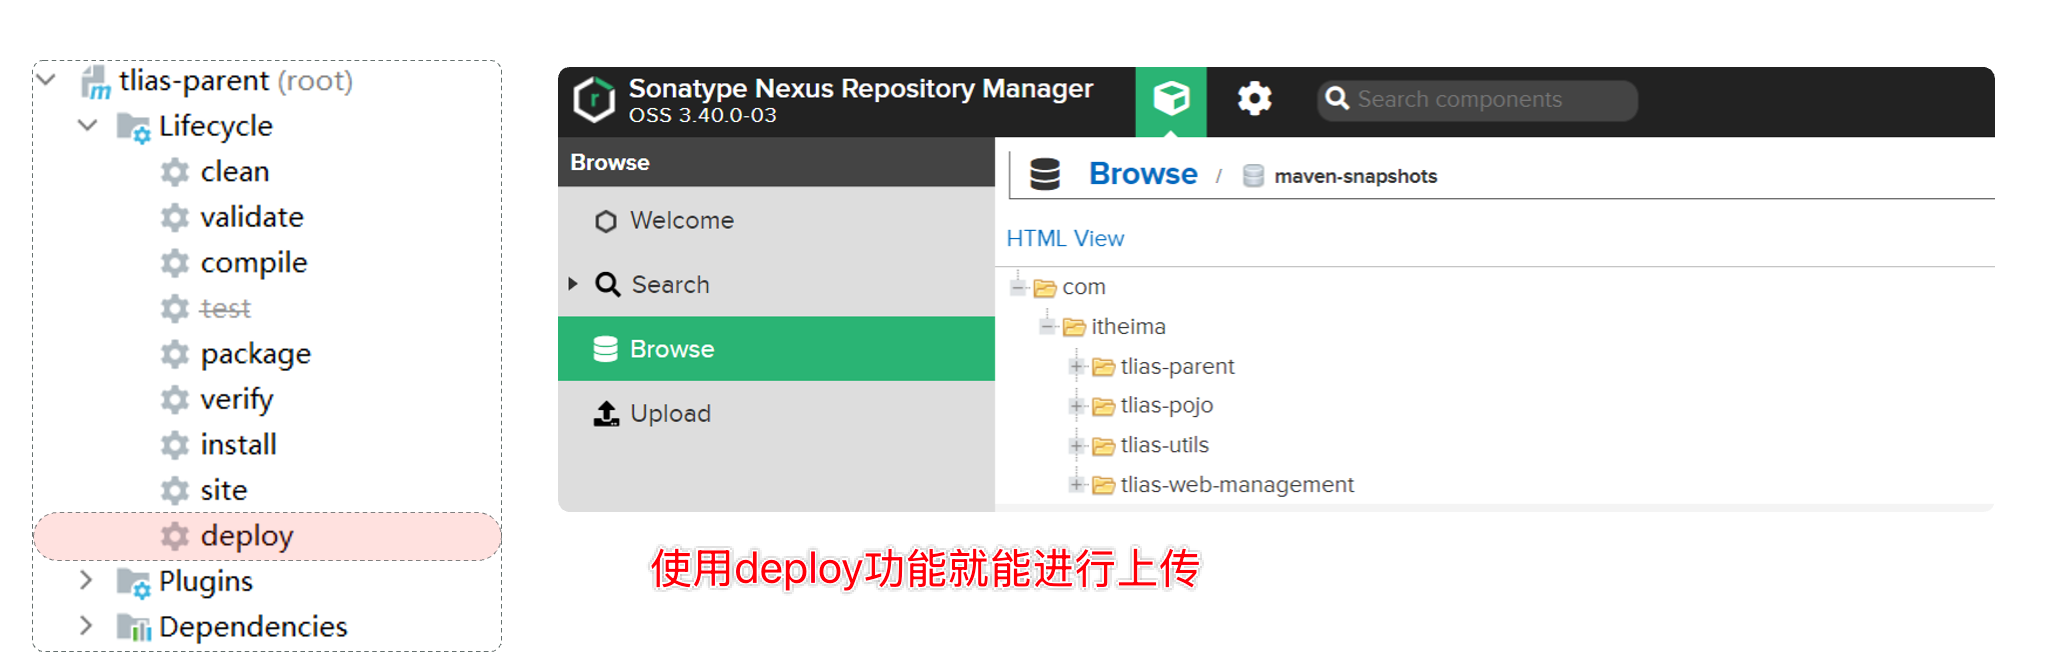 tlias-parent (root)
Lifecycle
clean
validate
compile
test
package
verify
install
site
deploy
Plugins
Dependencies
Sonatype Nexus Repository Manager
OSS 3.40.0-03
Search components
Browse
Welcome
Search
Browse
Upload
Browse / maven-snapshots
HTML View
com
itheima
tlias-parent
tlias-pojo
tlias-utils
tlias-web-management
使用deploy功能就能进行上传